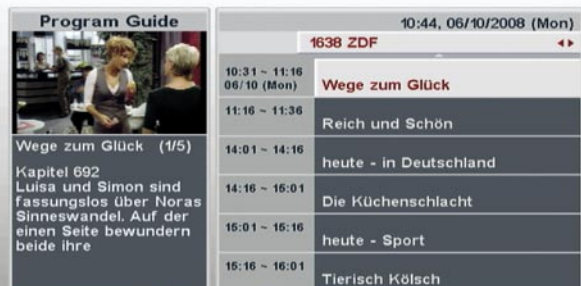 Program Guide
10:44, 06/10/2008 (Mon)
1638 ZDF
Wege zum Glück (1/5)
Kapitel 692
Luisa und Simon sind
fassungslos über Noras
Sinneswandel. Auf der
einen Seite bewundern
beide ihre
10:31 ~ 11:16
06/10 (Mon)
Wege zum Glück
11:16 ~ 11:36
Reich und Schön
14:01 ~ 14:16
heute - in Deutschland
14:16 ~ 15:01
Die Küchenschlacht
15:01 ~ 15:16
heute - Sport
15:16 ~ 16:01
Tierisch Kölsch